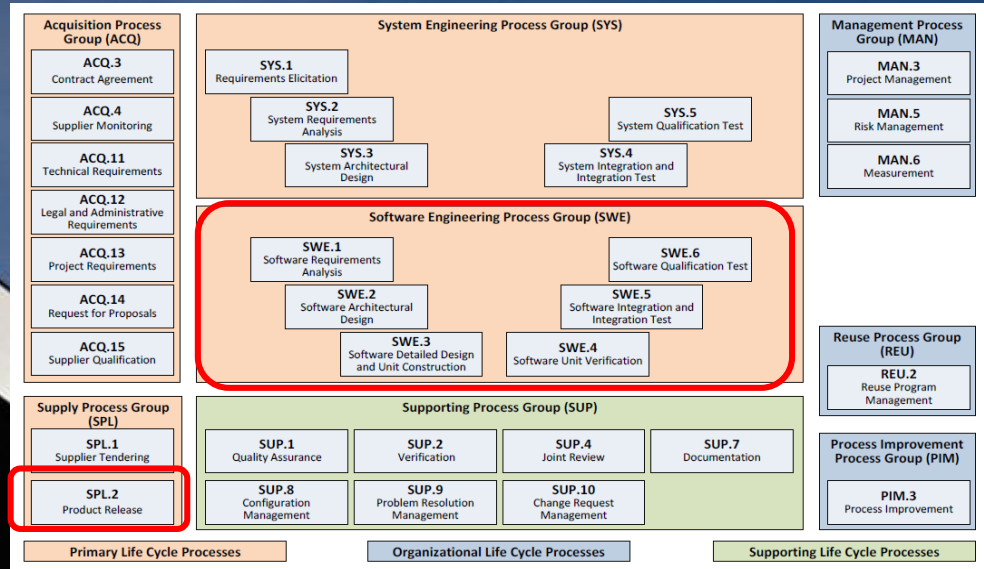 Acquisition Process
Group (ACQ)
ACQ.3
Contract Agreement
ACQ.4
Supplier Monitoring
ACQ.11
Technical Requirements
ACQ.12
Legal and Administrative
Requirements
ACQ.13
Project Requirements
ACQ.14
Request for Proposals
ACQ.15
Supplier Qualification
System Engineering Process Group (SYS)
SYS.1
Requirements Elicitation
SYS.2
System Requirements
Analysis
SYS.3
System Architectural
Design
SYS.5
System Qualification Test
SYS.4
System Integration and
Integration Test
Software Engineering Process Group (SWE)
SWE.1
Software Requirements
Analysis
SWE.2
Software Architectural
Design
SWE.3
Software Detailed Design
and Unit Construction
SWE.6
Software Qualification Test
SWE.5
Software Integration and
Integration Test
SWE.4
Software Unit Verification
Management Process
Group (MAN)
MAN.3
Project Management
MAN.5
Risk Management
MAN.6
Measurement
Reuse Process Group
(REU)
REU.2
Reuse Program
Management
Supply Process Group
(SPL)
SPL.1
Supplier Tendering
SPL.2
Product Release
Supporting Process Group (SUP)
SUP.1
Quality Assurance
SUP.2
Verification
SUP.4
Joint Review
SUP.7
Documentation
SUP.8
Configuration
Management
SUP.9
Problem Resolution
Management
SUP.10
Change Request
Management
Process Improvement
Process Group (PIM)
PIM.3
Process Improvement
Primary Life Cycle Processes
Organizational Life Cycle Processes
Supporting Life Cycle Processes